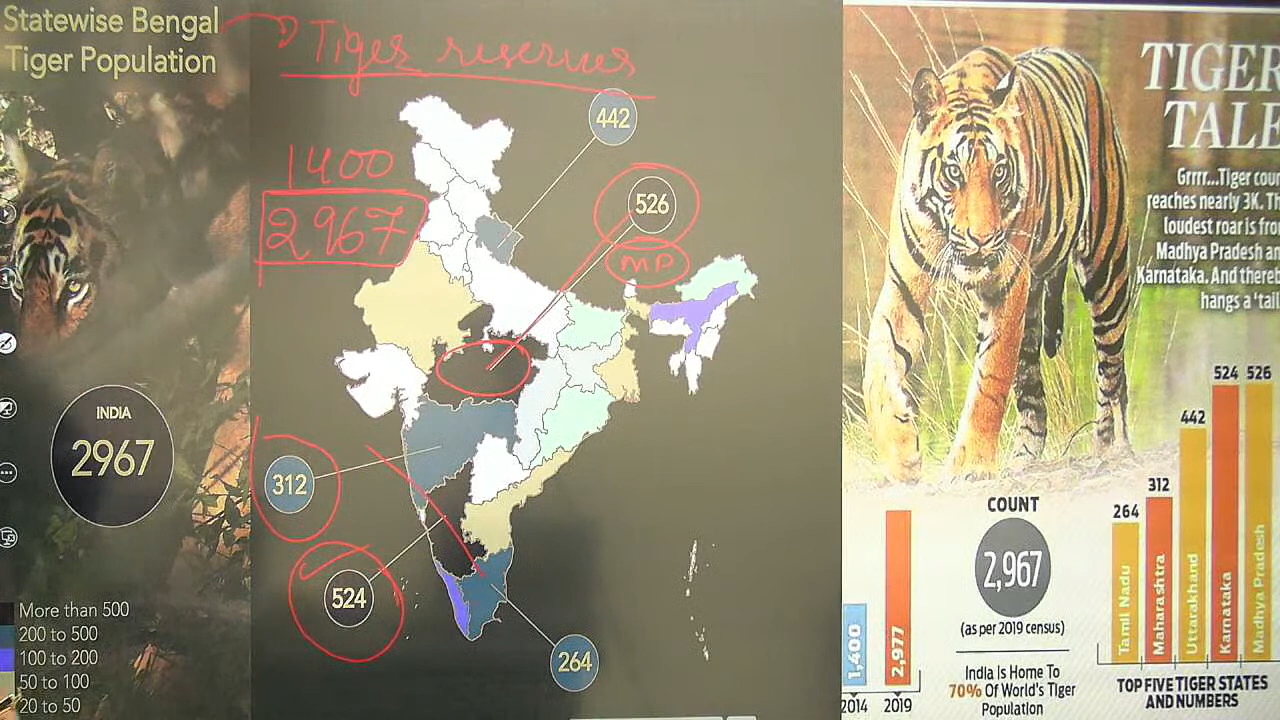 Statewise Bengal
Tiger Population
Tiger reserves
1400
2967
442
526
MP
312
524
264
INDIA
2967
More than 500
200 to 500
100 to 200
50 to 100
20 to 50
TIGER
TALE
Grrrr...Tiger coun
reaches nearly 3K. Th
loudest roar is from
Madhya Pradesh an
Karnataka. And thereb
hangs a 'tail
COUNT
2,967
(as per 2019 census)
India Is Home To
70% Of World's Tiger
Population
1,400
2,977
2014 2019
264
312
442
524
526
Tamil Nadu
Maharashtra
Uttarakhand
Karnataka
Madhya Pradesh
TOP FIVE TIGER STATES
AND NUMBERS